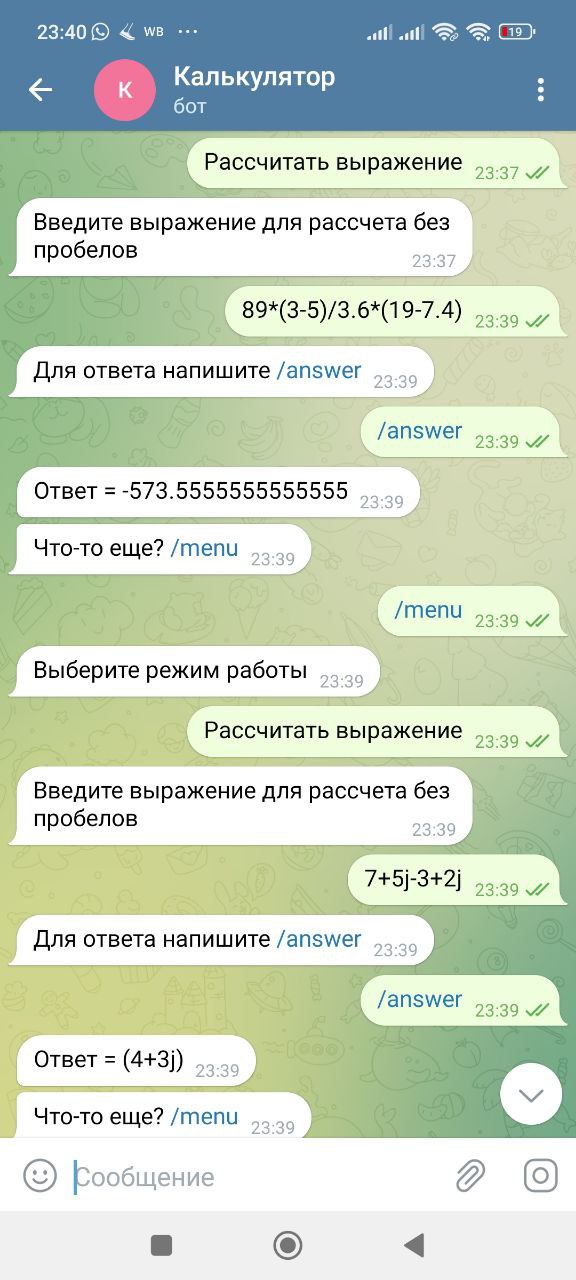 23:40 WB ...
19
К
Калькулятор
бот
Рассчитать выражение 23:37
Введите выражение для рассчета без
пробелов 23:37
89*(3-5)/3.6*(19-7.4) 23:39
Для ответа напишите /answer 23:39
/answer 23:39
Ответ = -573.5555555555555 23:39
Что-то еще? /menu 23:39
/menu 23:39
Выберите режим работы 23:39
Рассчитать выражение 23:39
Введите выражение для рассчета без
пробелов 23:39
7+5j-3+2j 23:39
Для ответа напишите /answer 23:39
/answer 23:39
Ответ = (4+3j) 23:39
Что-то еще? /menu 23:39
Сообщение